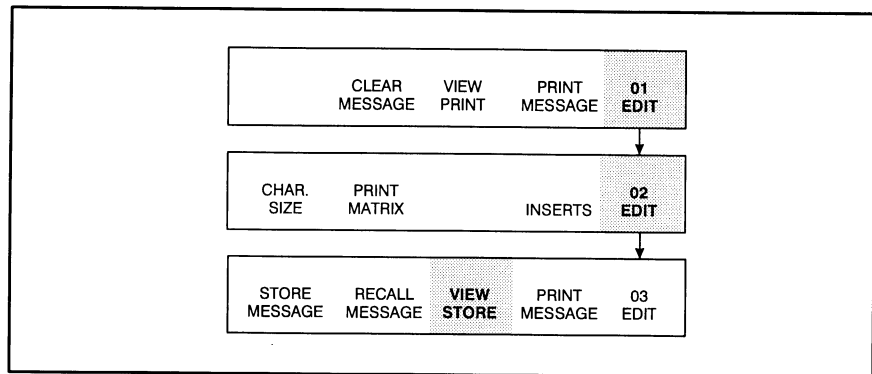 CLEAR VIEW PRINT 01
MESSAGE PRINT MESSAGE EDIT
CHAR. PRINT 02
SIZE MATRIX INSERTS EDIT
STORE RECALL VIEW PRINT 03
MESSAGE MESSAGE STORE MESSAGE EDIT